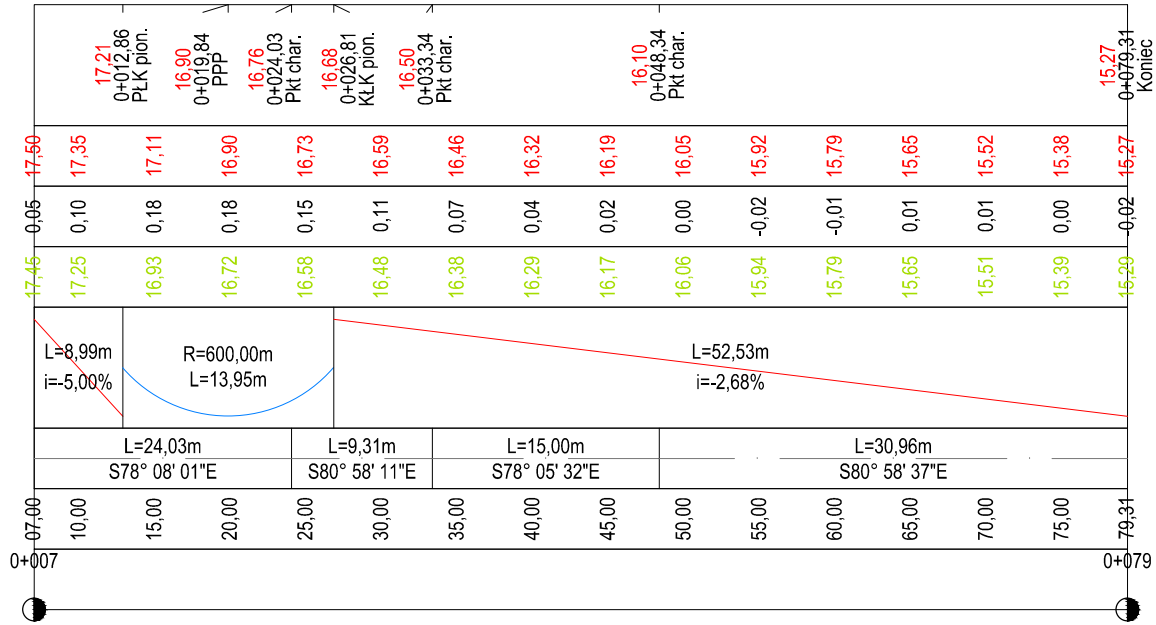 17,21
0+012,86
PŁK pion.
16,90
0+019,84
PPP
16,76
0+024,03
Pkt char.
16,68
0+026,81
KŁK pion.
16,50
0+033,34
Pkt char.
16,10
0+048,34
Pkt char.
15,27
0+079,31
Koniec
17,50 17,35 17,11 16,90 16,73 16,59 16,46 16,32 16,19 16,05 15,92 15,79 15,65 15,52 15,38 15,27
0,05 0,10 0,18 0,18 0,15 0,11 0,07 0,04 0,02 0,00 -0,02 -0,01 0,01 0,01 0,00 -0,02
17,45 17,25 16,93 16,72 16,58 16,48 16,38 16,29 16,17 16,06 15,94 15,79 15,65 15,51 15,39 15,29
L=8,99m
i=-5,00%
R=600,00m
L=13,95m
L=52,53m
i=-2,68%
L=24,03m
S78° 08' 01"E
L=9,31m
S80° 58' 11"E
L=15,00m
S78° 05' 32"E
L=30,96m
S80° 58' 37"E
07,00 10,00 15,00 20,00 25,00 30,00 35,00 40,00 45,00 50,00 55,00 60,00 65,00 70,00 75,00 79,31
0+007 0+079